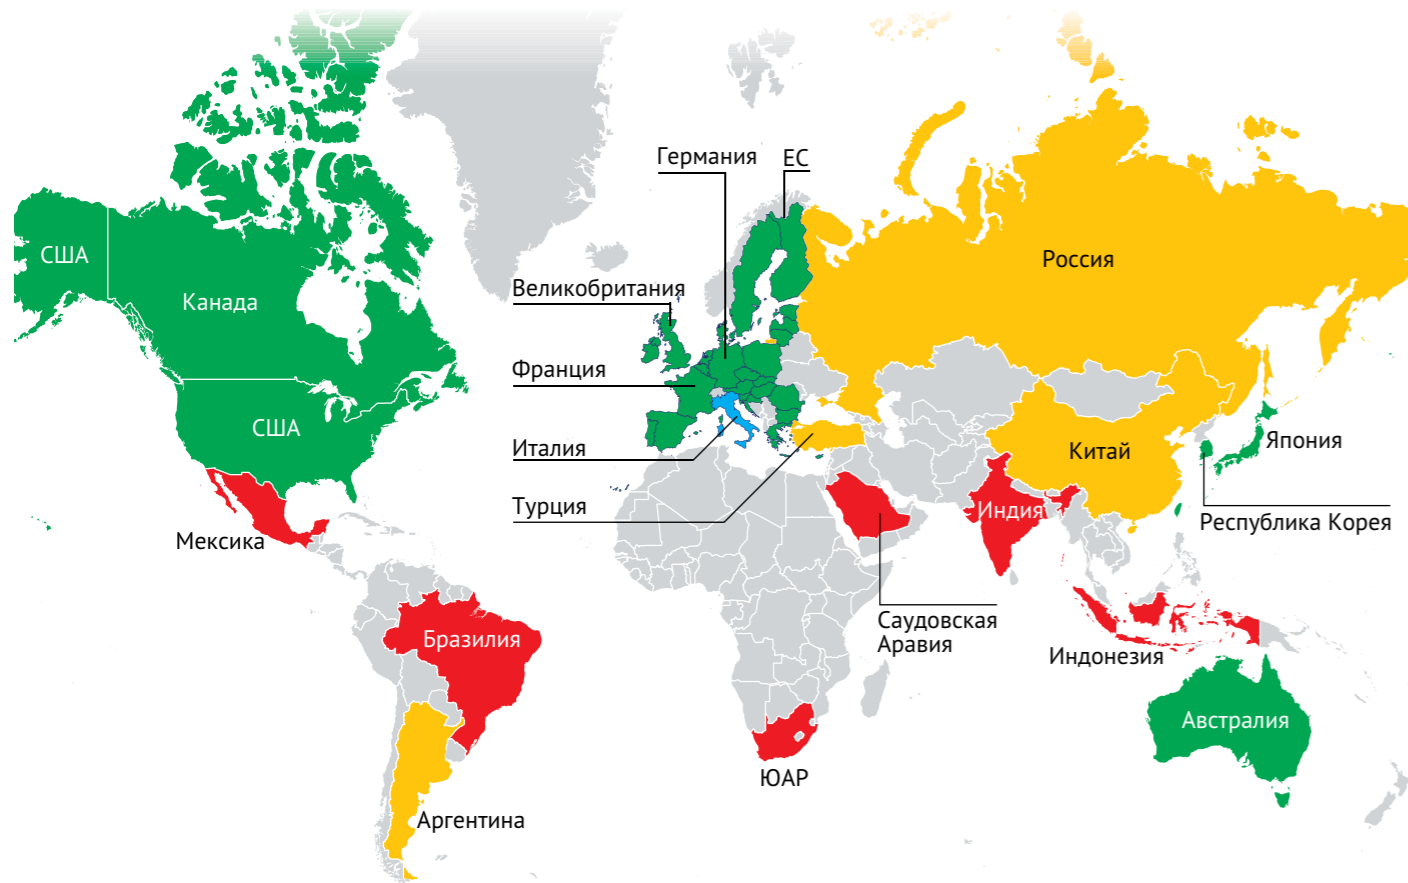 Германия
ЕС
США
Канада
Россия
Великобритания
Франция
США
Италия
Китай
Япония
Турция
Индия
Республика Корея
Мексика
Саудовская
Аравия
Бразилия
Индонезия
Австралия
ЮАР
Аргентина